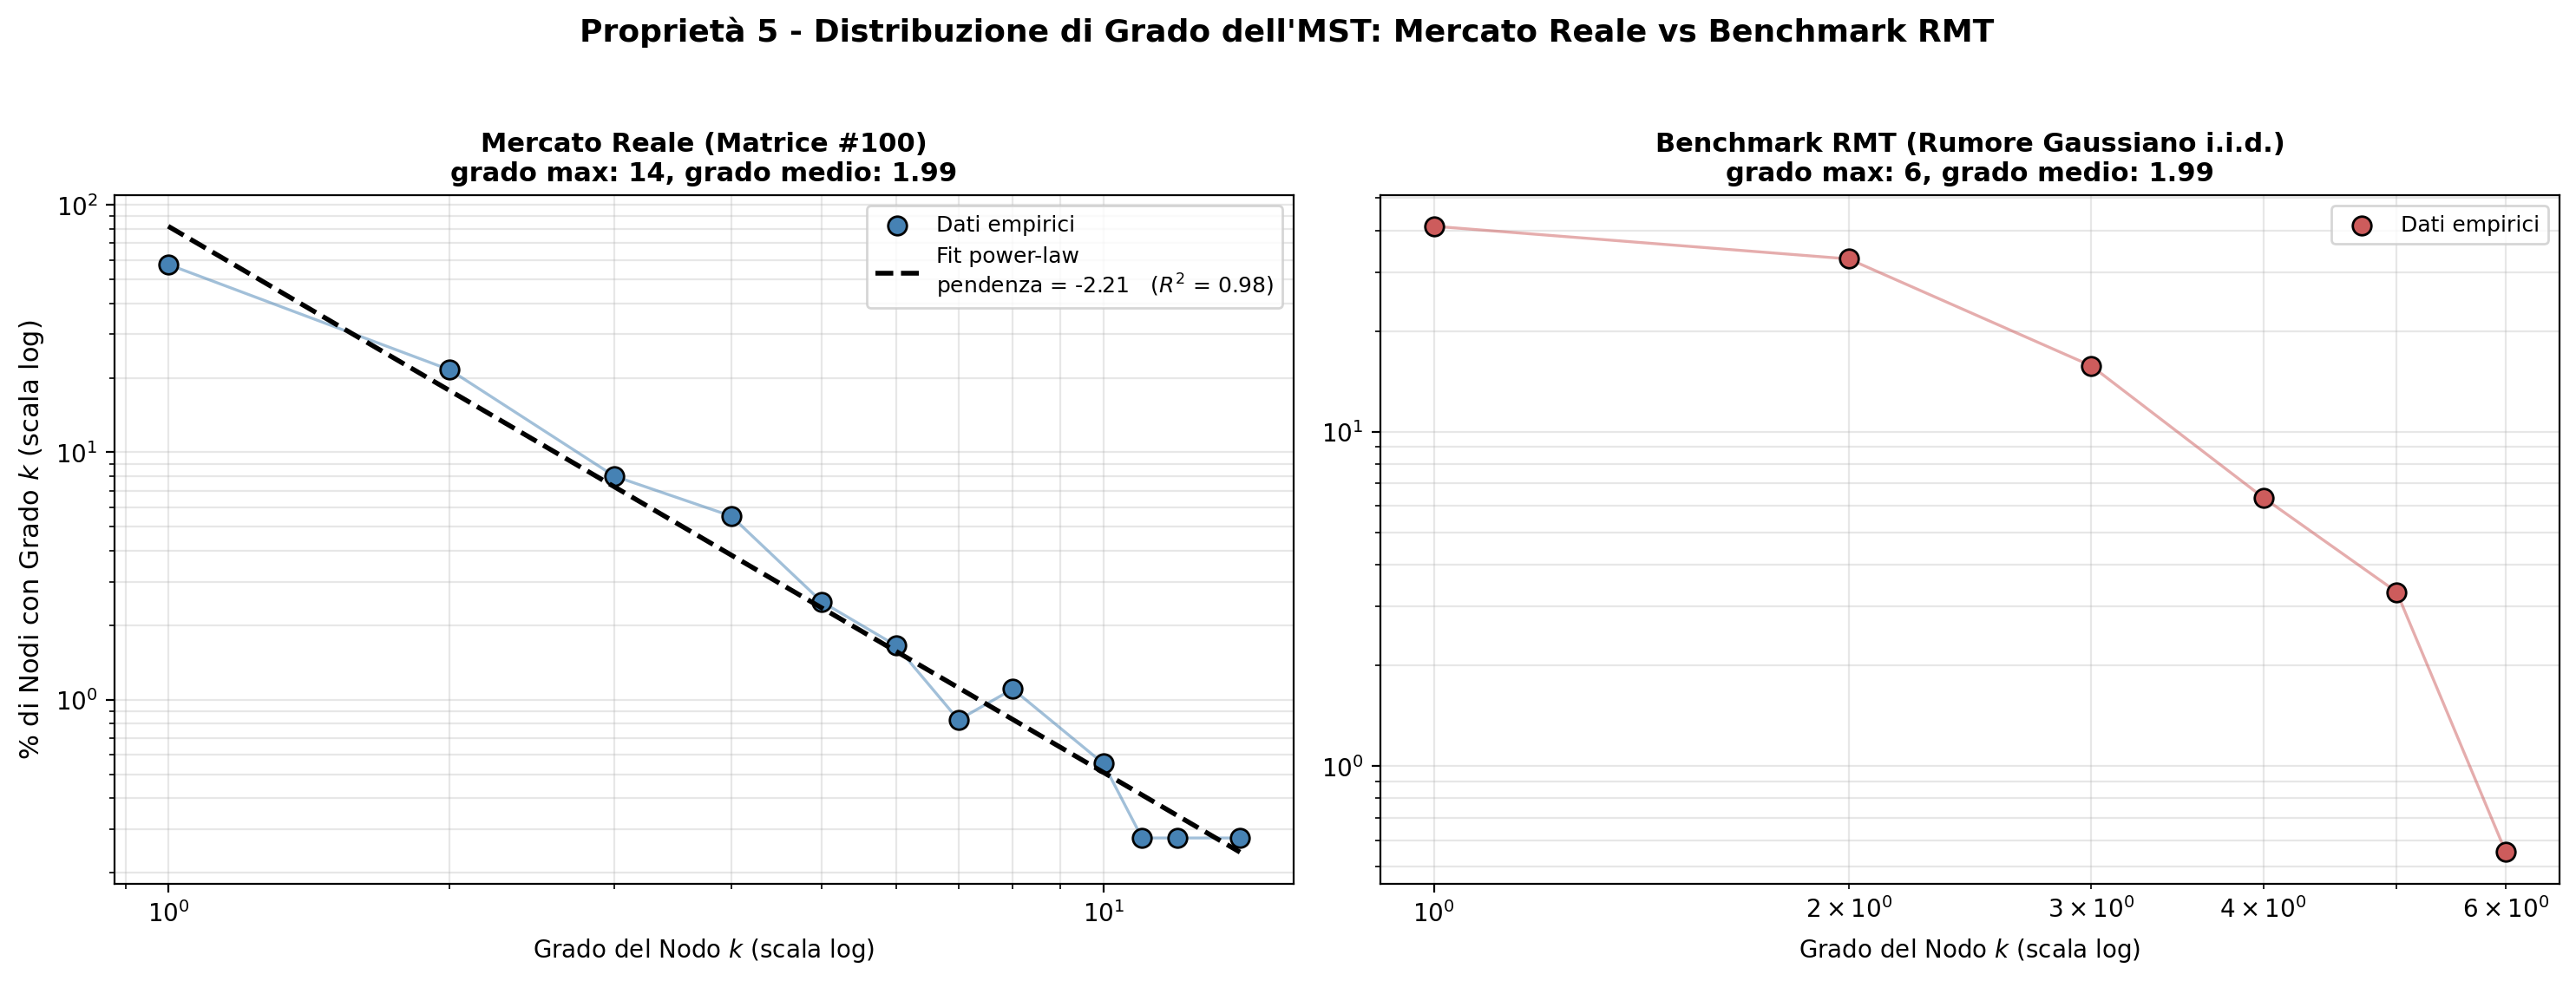 Proprietà 5 - Distribuzione di Grado dell'MST: Mercato Reale vs Benchmark RMT
Mercato Reale (Matrice #100)
grado max: 14, grado medio: 1.99
% di Nodi con Grado k (scala log)
10²
10¹
10⁰
Dati empirici
Fit power-law
pendenza = -2.21 (R² = 0.98)
10⁰
10¹
Grado del Nodo k (scala log)
Benchmark RMT (Rumore Gaussiano i.i.d.)
grado max: 6, grado medio: 1.99
10¹
10⁰
Dati empirici
10⁰
2 × 10⁰
3 × 10⁰
4 × 10⁰
6 × 10⁰
Grado del Nodo k (scala log)